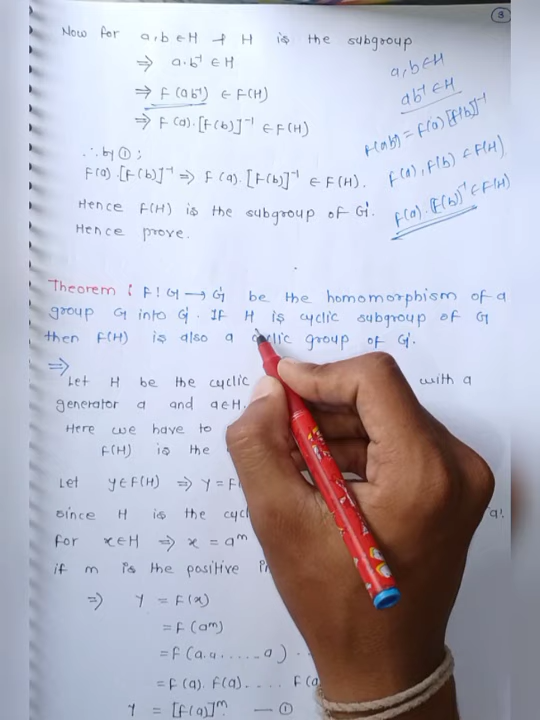 3
Now for a,b ∈ H & H is the subgroup
⇒ a·b⁻¹ ∈ H
⇒ F(ab⁻¹) ∈ F(H)
⇒ F(a)·[F(b)]⁻¹ ∈ F(H)
∴ by ① ;
F(a)·[F(b)]⁻¹ ⇒ F(a)·[F(b)]⁻¹ ∈ F(H).
Hence F(H) is the subgroup of G'.
Hence prove.
a,b ∈ H
ab⁻¹ ∈ H
F(ab⁻¹) = F(a)[F(b)]⁻¹
F(a), F(b) ∈ F(H)
F(a)·[F(b)]⁻¹ ∈ F(H)
Theorem : F: G → G' be the homomorphism of a
group G into G'. If H is cyclic subgroup of G
then F(H) is also a cyclic group of G'.
⇒
Let H be the cyclic with a
generator a and a∈H.
Here we have to
F(H) is the
Let y∈F(H) ⇒ y = F
since H is the a'.
For x∈H ⇒ x = aᵐ
if m is the positive
⇒ Y = F(x)
= F(aᵐ)
= F(a.a.....a)
= F(a). F(a).... F(a
Y = [F(a)]ᵐ — ①